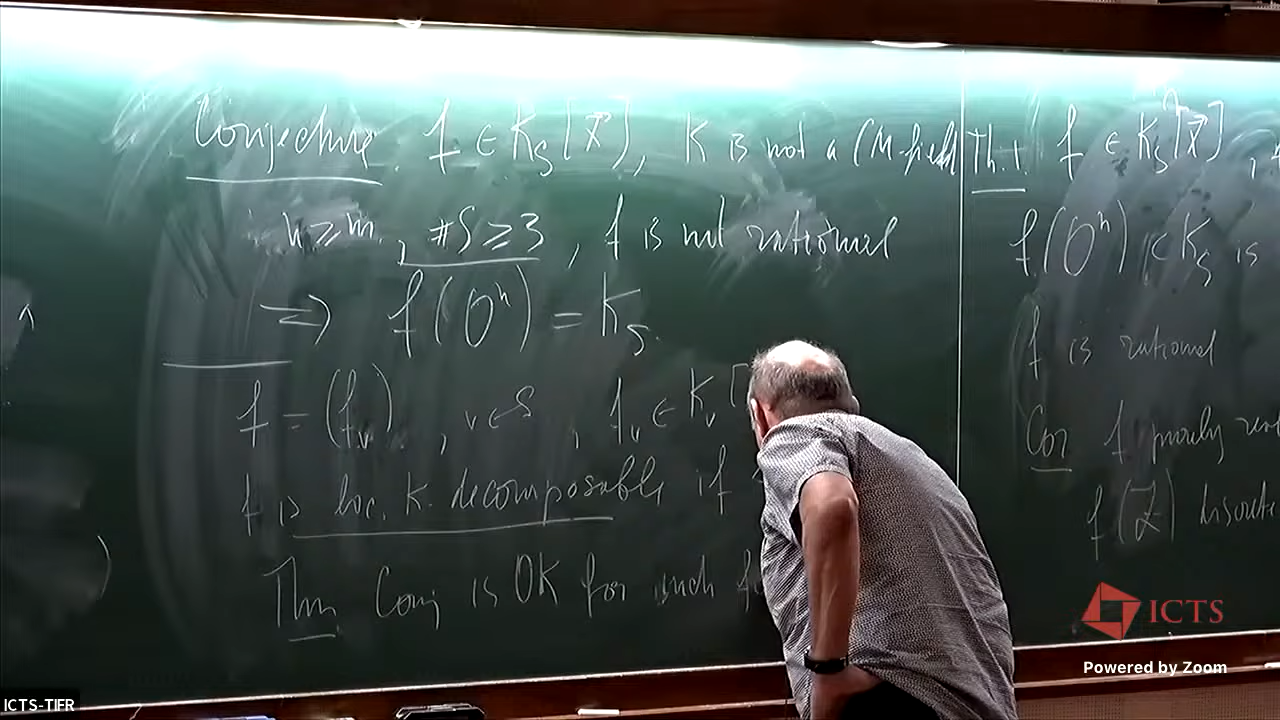 Conjecture. f ∈ K_S[x⃗], K is not a CM-field
n ⩾ m, #S ⩾ 3, f is not rational
⟹ f(O^n) = K_S.
f = (f_v), v ∈ S, f_v ∈ K_v[
f is loc. K. decomposable if
Thm Conj is OK for such
Th. 1 f ∈ K_S[x⃗],
f(O^n) ⊂ K_S is
f is rational
Cor f purely
f(Z) discrete
ICTS
Powered by Zoom
ICTS-TIFR